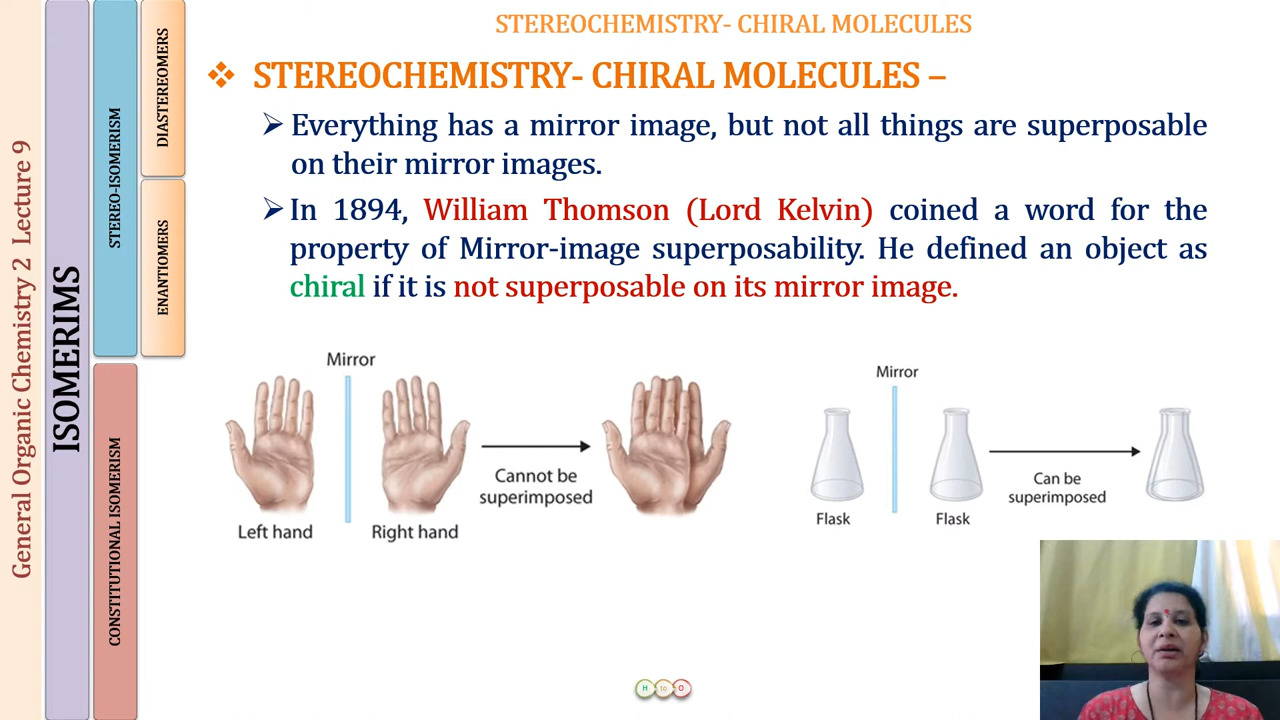 STEREOCHEMISTRY- CHIRAL MOLECULES
❖ STEREOCHEMISTRY- CHIRAL MOLECULES –
➢ Everything has a mirror image, but not all things are superposable
on their mirror images.
➢ In 1894, William Thomson (Lord Kelvin) coined a word for the
property of Mirror-image superposability. He defined an object as
chiral if it is not superposable on its mirror image.
General Organic Chemistry 2 Lecture 9
ISOMERIMS
STEREO-ISOMERISM
CONSTITUTIONAL ISOMERISM
DIASTEREOMERS
ENANTIOMERS
Mirror
Left hand
Right hand
Cannot be
superimposed
Mirror
Flask
Flask
Can be
superimposed
H to O